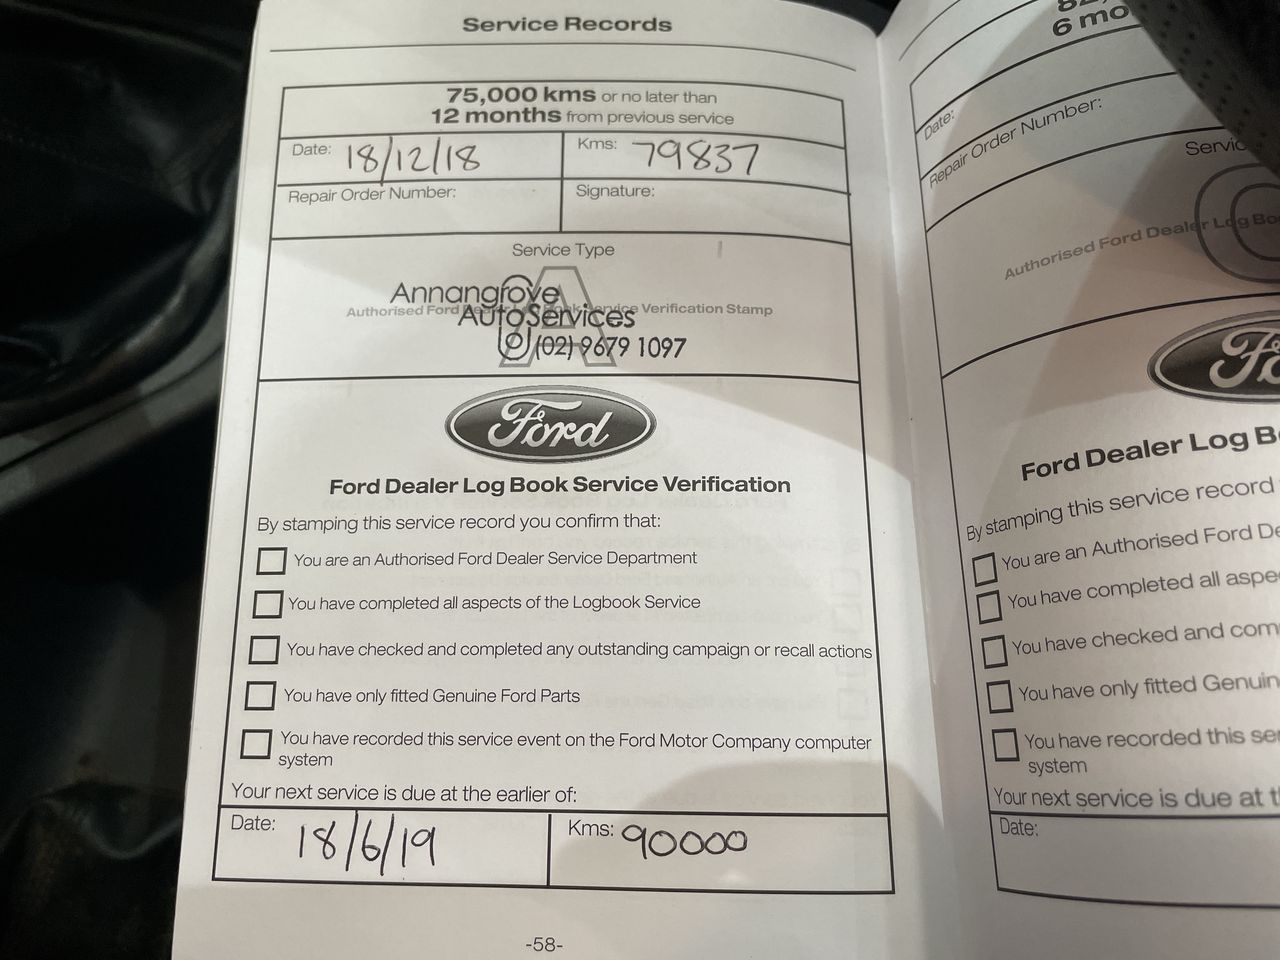 Service Records
75,000 kms or no later than
12 months from previous service
Date: 18/12/18 Kms: 79837
Repair Order Number: Signature:
Service Type
Annangrove
Authorised Ford Service Verification Stamp
AutoServices
(02) 9679 1097
Ford
Ford Dealer Log Book Service Verification
By stamping this service record you confirm that:
You are an Authorised Ford Dealer Service Department
You have completed all aspects of the Logbook Service
You have checked and completed any outstanding campaign or recall actions
You have only fitted Genuine Ford Parts
You have recorded this service event on the Ford Motor Company computer
system
Your next service is due at the earlier of:
Date: 18/6/19 Kms: 90000
-58-
6 mo
Date:
Repair Order Number:
Servic
Authorised Ford Dealer Log Bo
Fo
Ford Dealer Log B
By stamping this service record
You are an Authorised Ford De
You have completed all aspe
You have checked and com
You have only fitted Genuin
You have recorded this se
system
Your next service is due at t
Date: